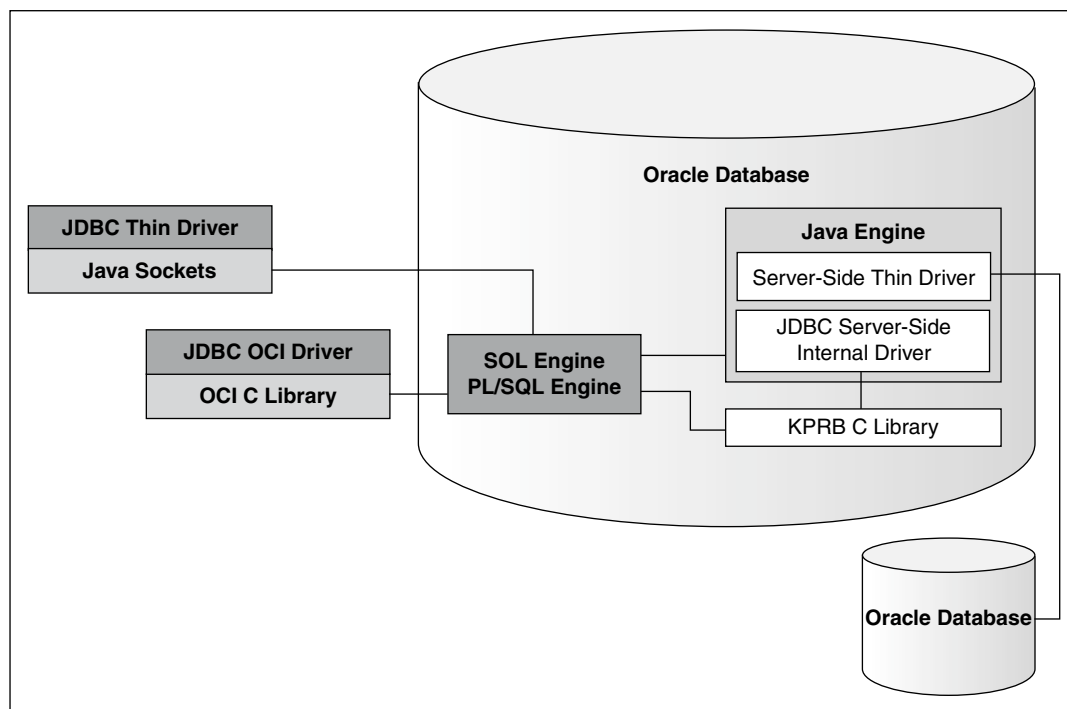 Oracle Database
JDBC Thin Driver
Java Sockets
Java Engine
Server-Side Thin Driver
JDBC Server-Side
Internal Driver
JDBC OCI Driver
OCI C Library
SOL Engine
PL/SQL Engine
KPRB C Library
Oracle Database